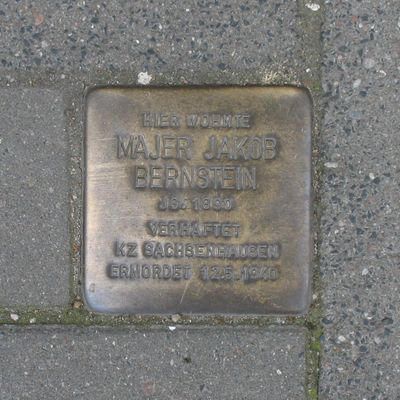 HIER WOHNTE
MAJER JAKOB
BERNSTEIN
JG.
VERHAFTET
KZ SACHSENHAUSEN
ERMORDET 12.5.1940